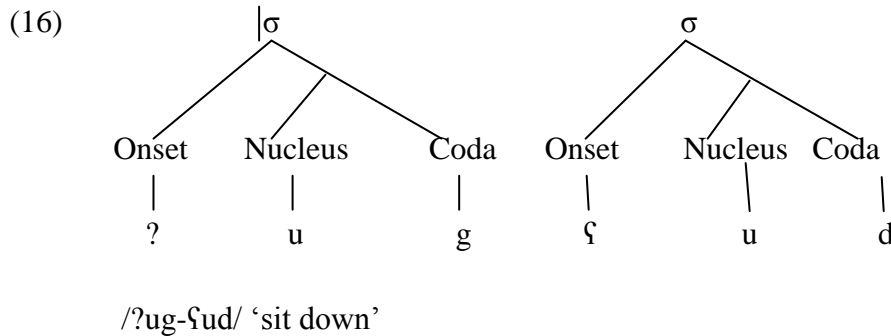 (16) σ σ
Onset Nucleus Coda Onset Nucleus Coda
? u g ʕ u d
/?ug-ʕud/ ‘sit down’